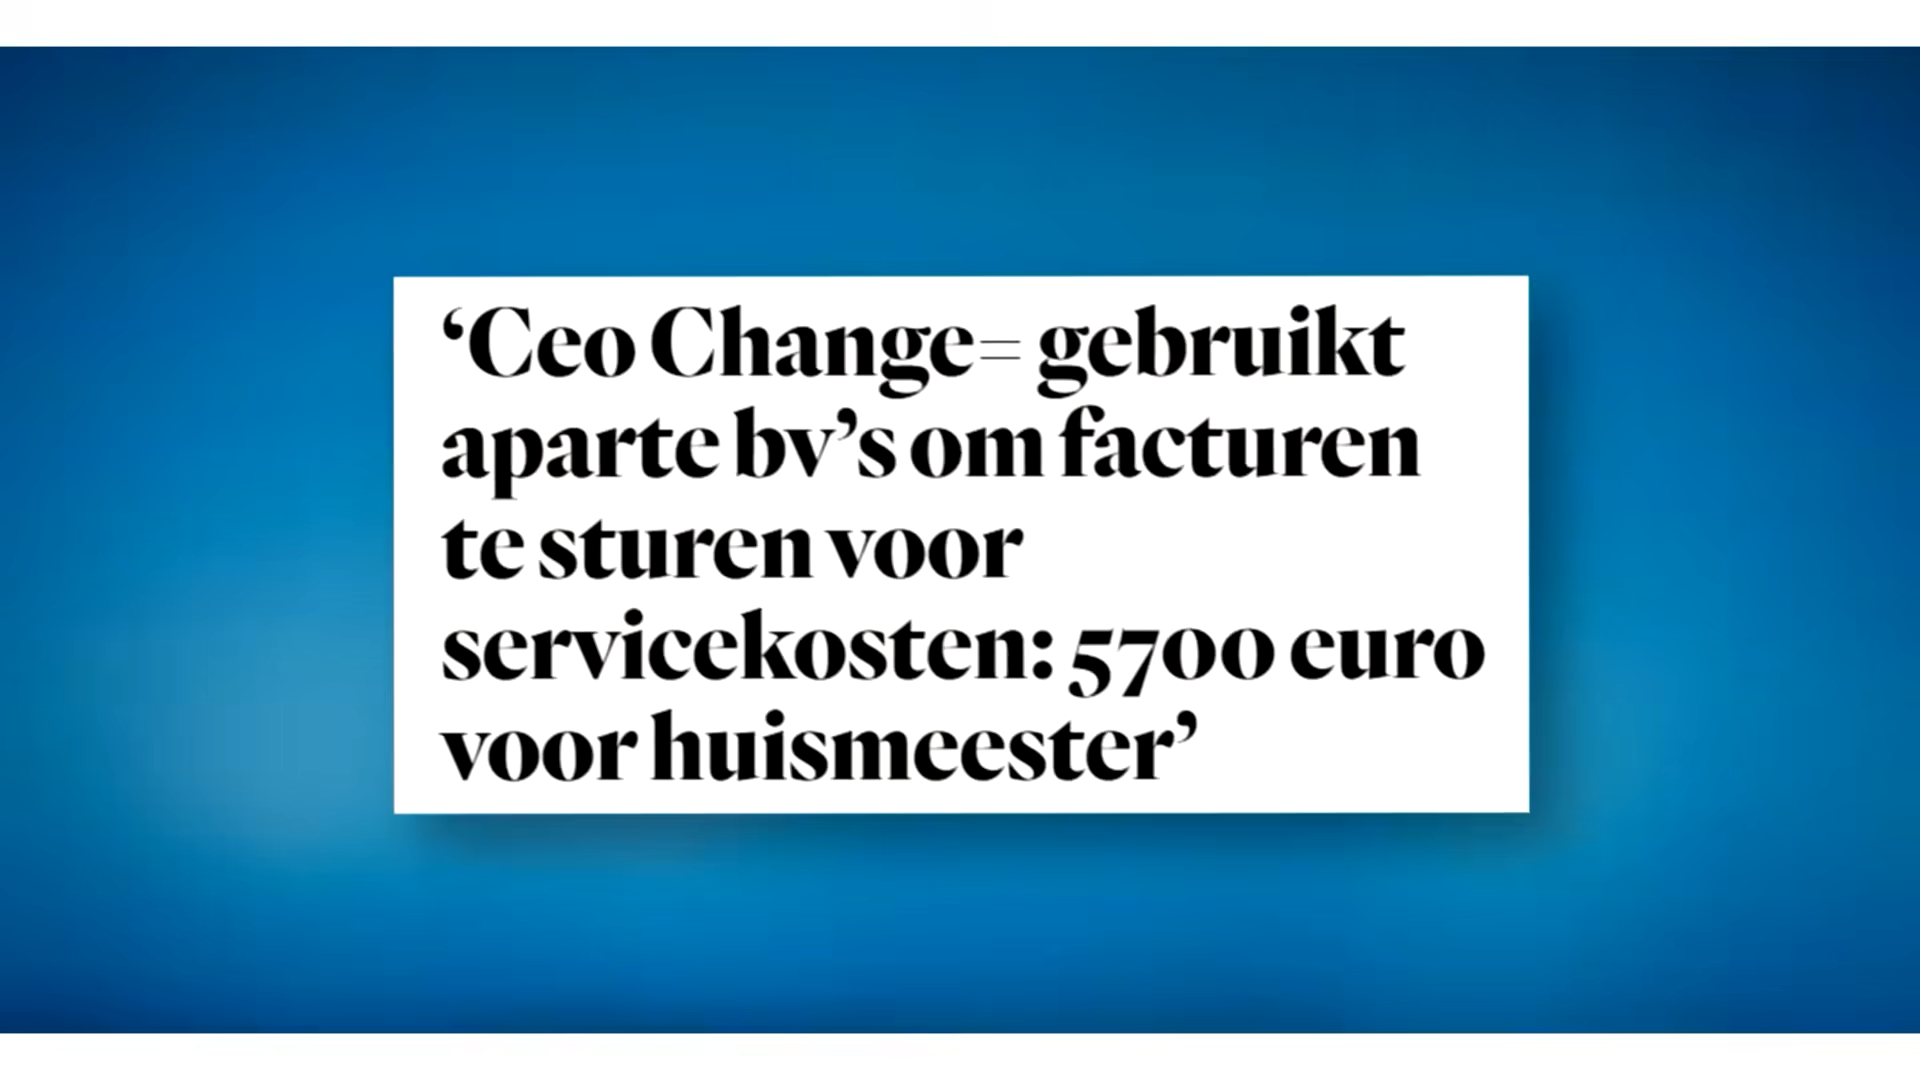 ‘Ceo Change= gebruikt
aparte bv’s om facturen
te sturen voor
servicekosten: 5700 euro
voor huismeester’